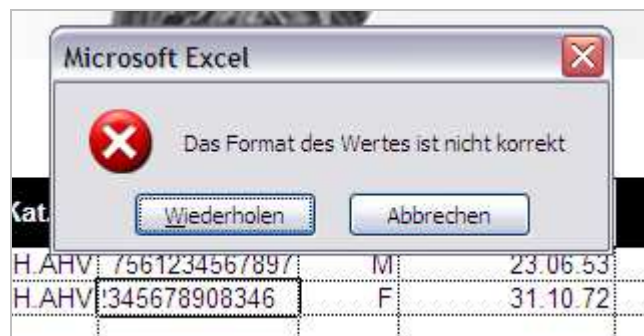 Microsoft Excel
Das Format des Wertes ist nicht korrekt
Wiederholen Abbrechen
Kat.
H.AHV 7561234567897 M 23.06.53
H.AHV 345678908346 F 31.10.72